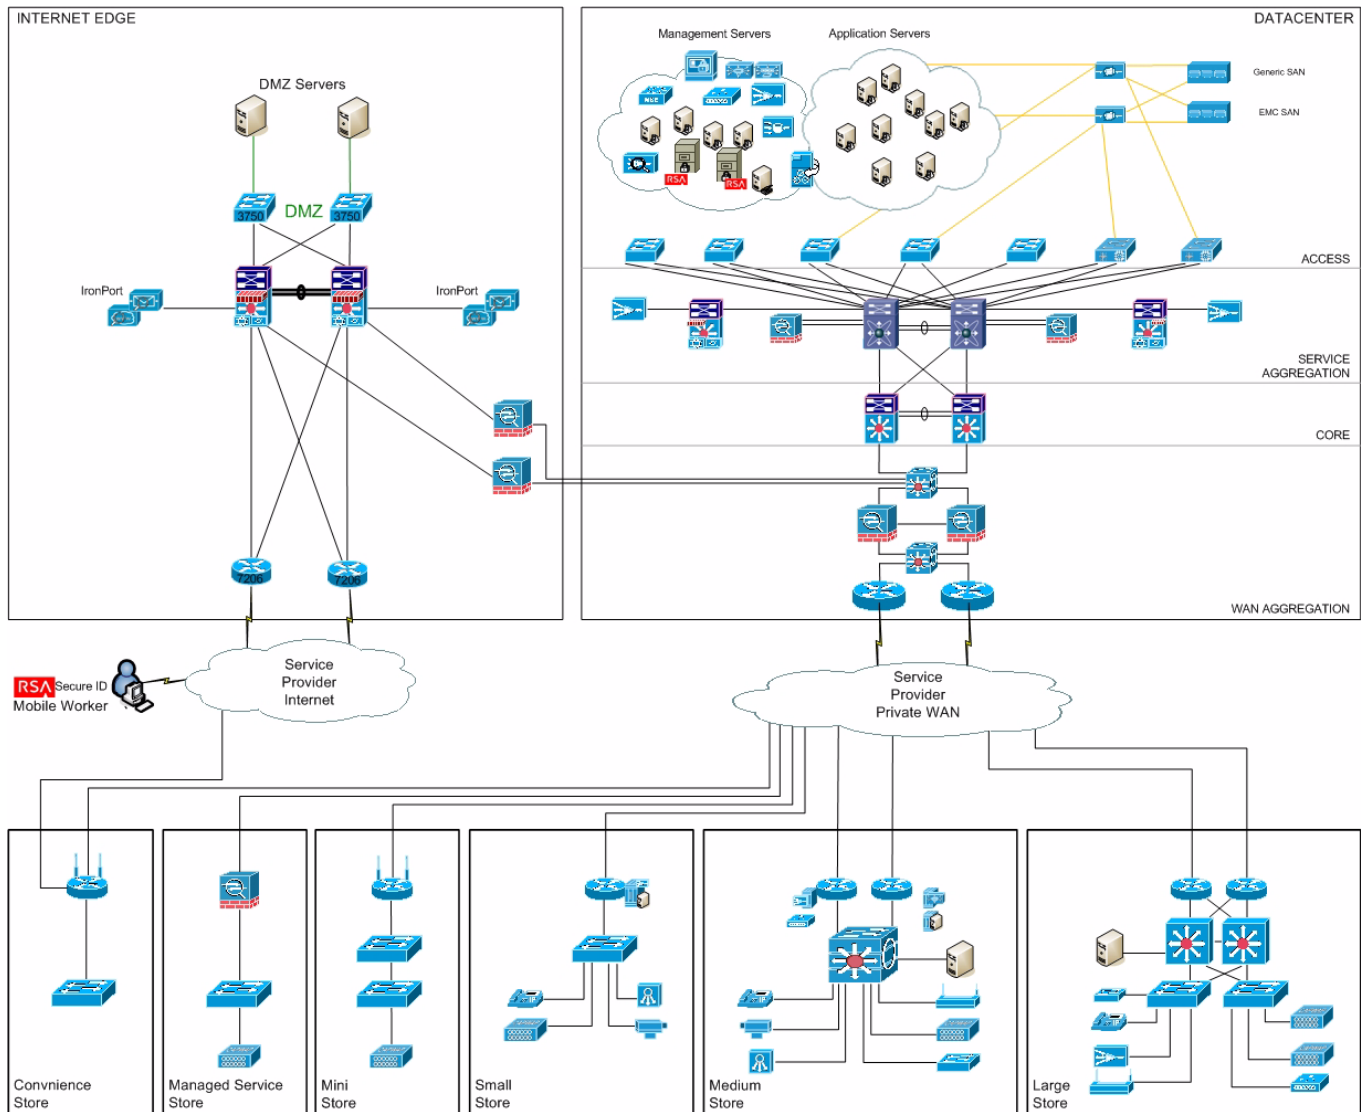 INTERNET EDGE
DATACENTER
Management Servers
Application Servers
DMZ Servers
Generic SAN
EMC SAN
RSA
RSA
3750
DMZ
3750
ACCESS
IronPort
IronPort
SERVICE
AGGREGATION
CORE
7206
7206
WAN AGGREGATION
Service
Provider
Internet
RSA Secure ID
Mobile Worker
Service
Provider
Private WAN
Convnience
Store
Managed Service
Store
Mini
Store
Small
Store
Medium
Store
Large
Store